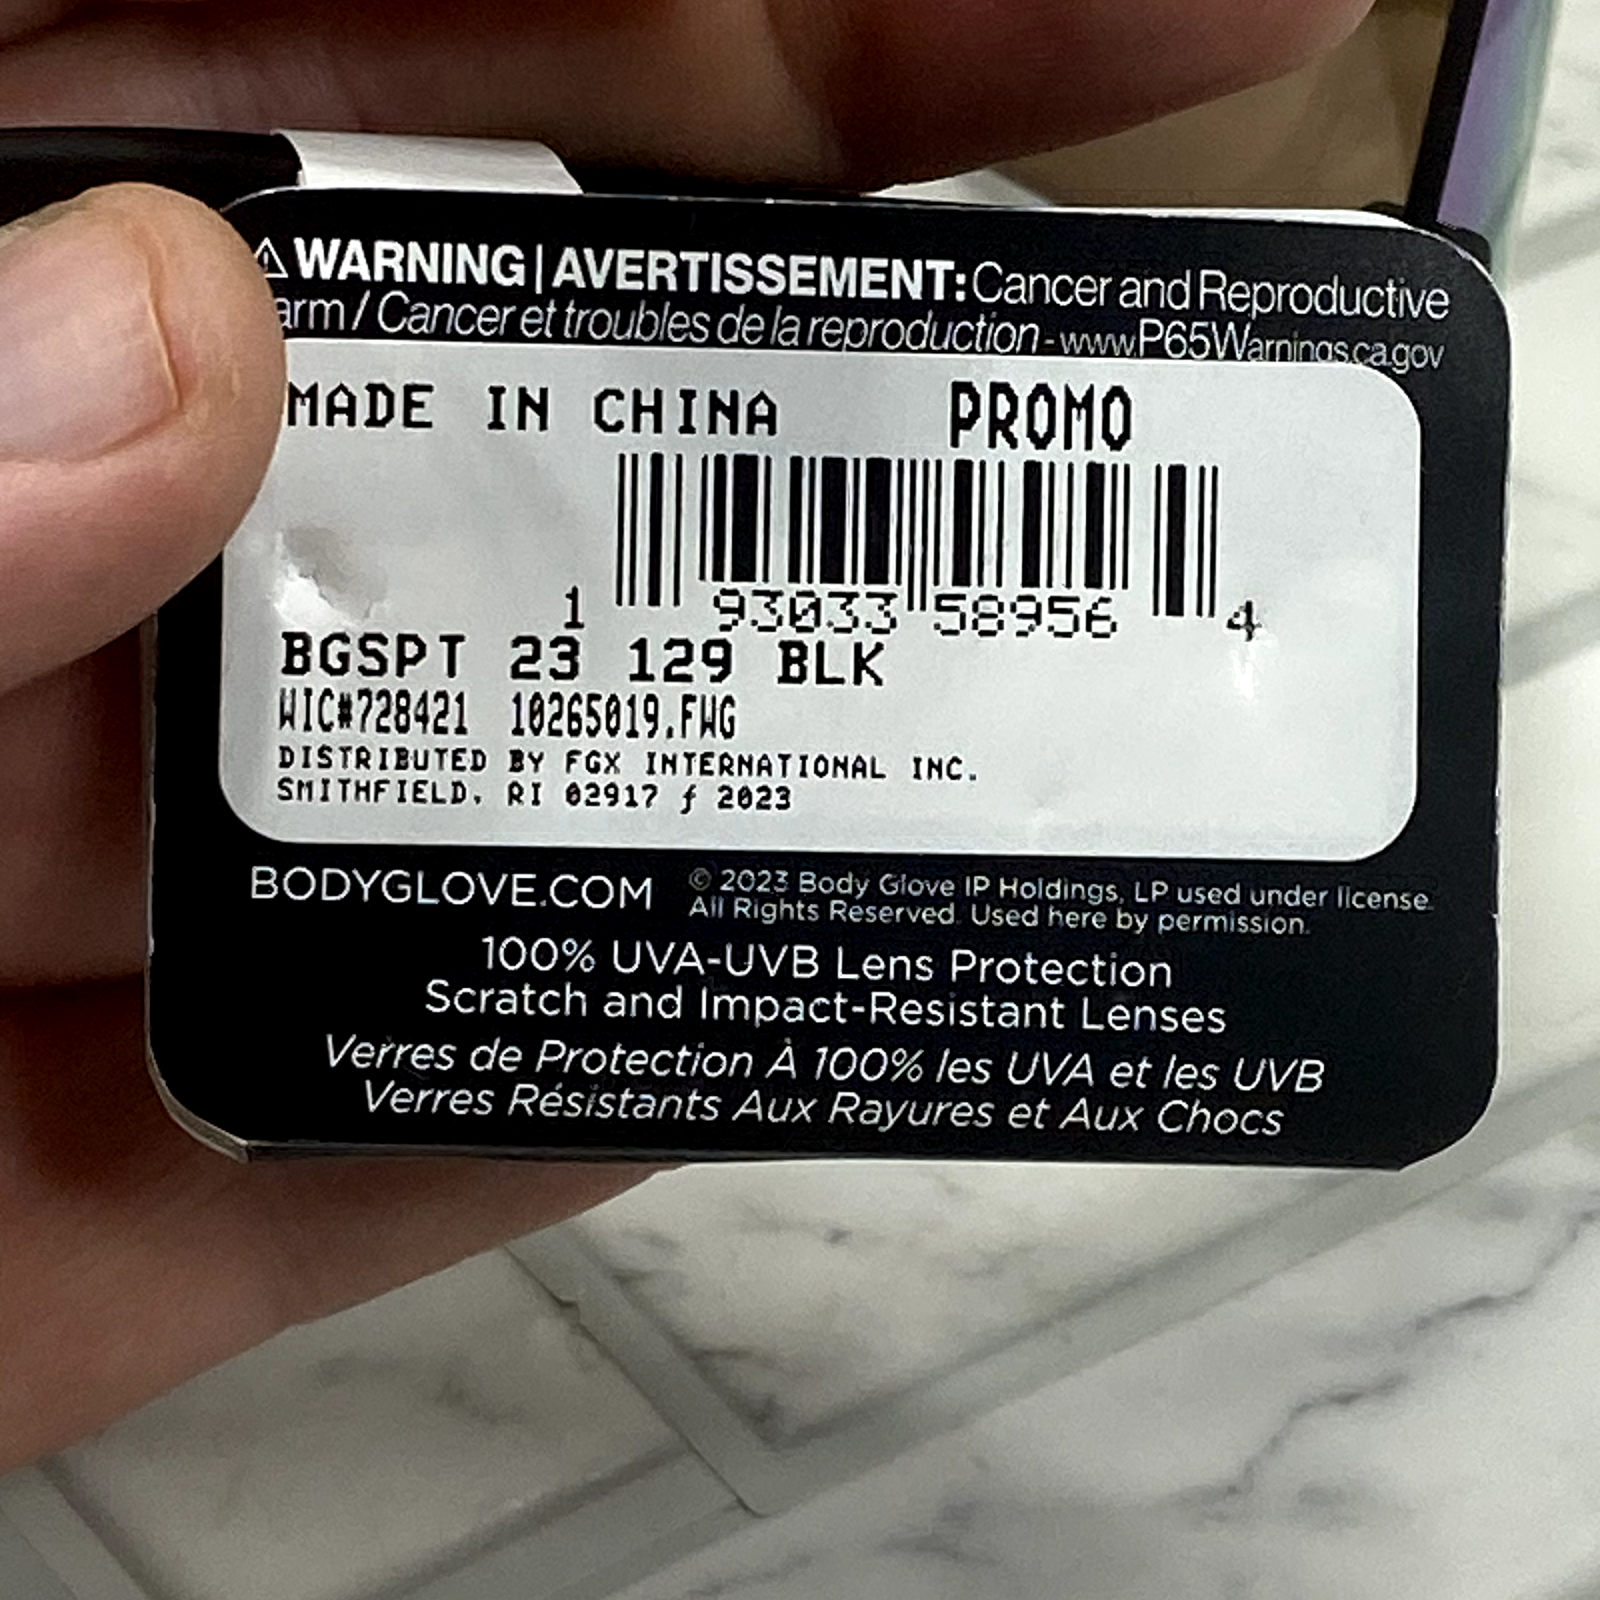 ⚠ WARNING | AVERTISSEMENT: Cancer and Reproductive
arm / Cancer et troubles de la reproduction - www.P65Warnings.ca.gov
MADE IN CHINA PROMO
1 93033 58956 4
BGSPT 23 129 BLK
WIC#728421 10265019.FWG
DISTRIBUTED BY FGX INTERNATIONAL INC.
SMITHFIELD, RI 02917 ƒ 2023
BODYGLOVE.COM © 2023 Body Glove IP Holdings, LP used under license.
All Rights Reserved. Used here by permission.
100% UVA-UVB Lens Protection
Scratch and Impact-Resistant Lenses
Verres de Protection À 100% les UVA et les UVB
Verres Résistants Aux Rayures et Aux Chocs